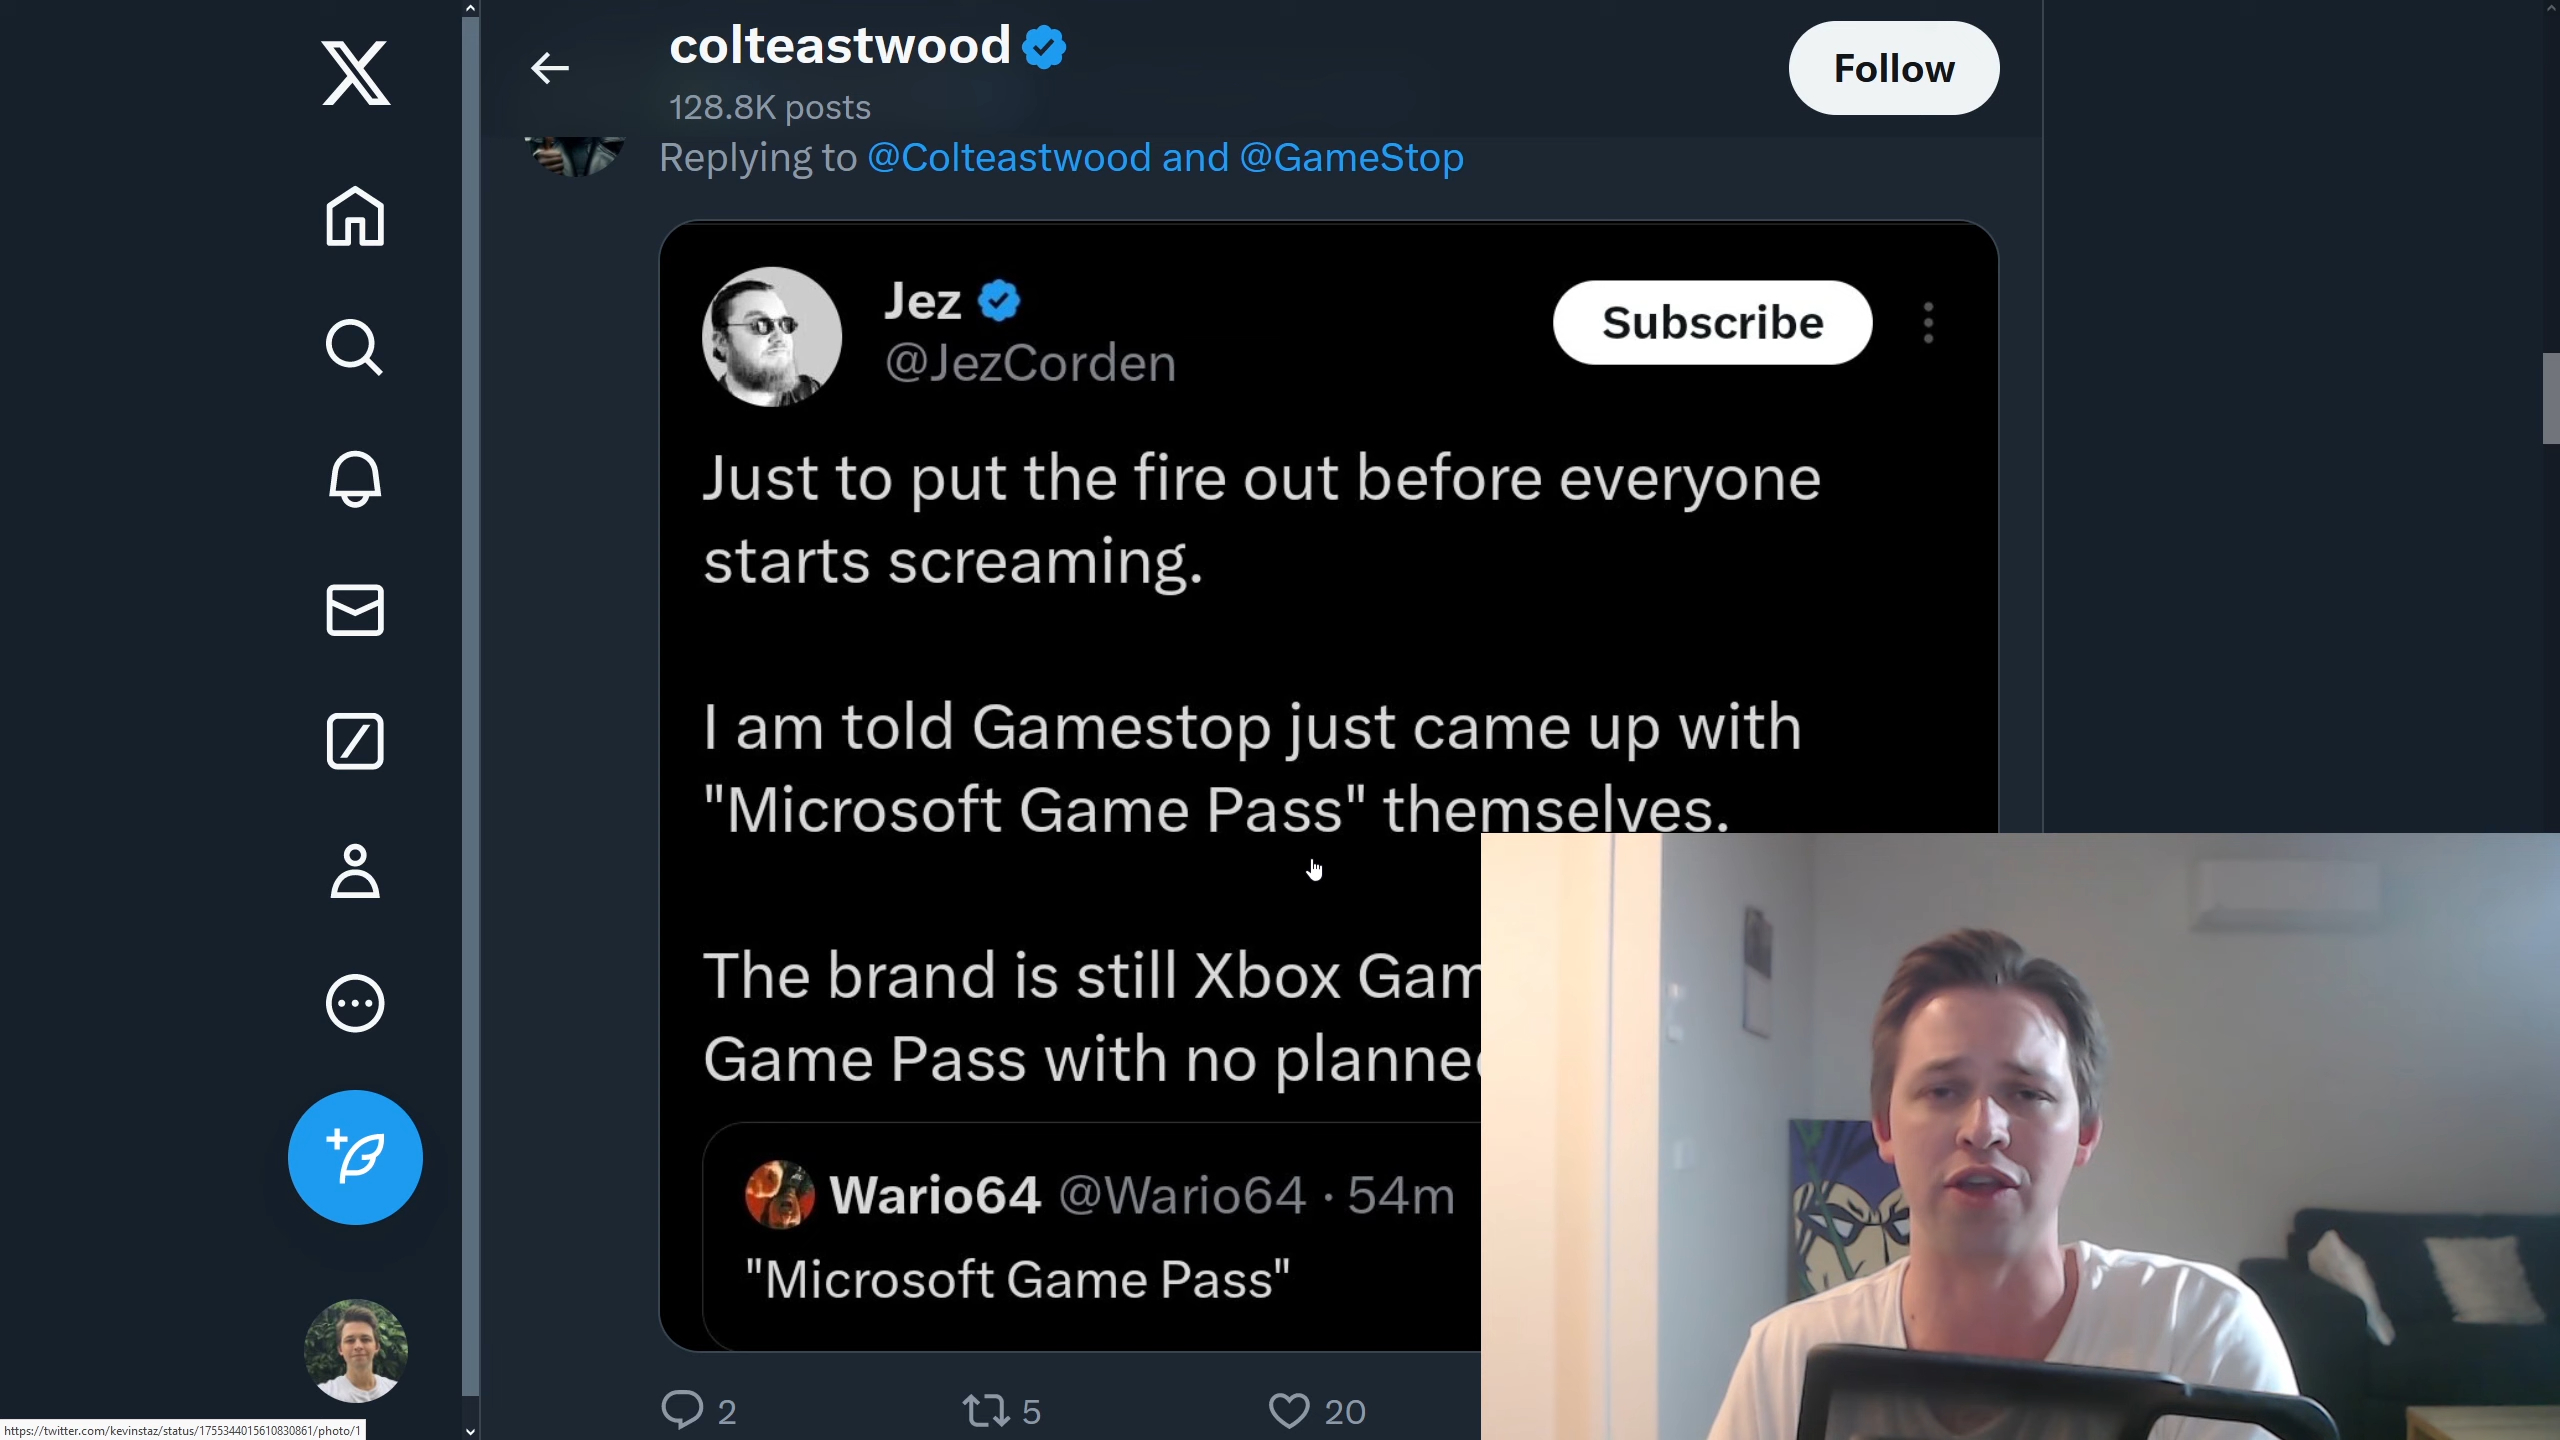 colteastwood
128.8K posts
Follow
Replying to @Colteastwood and @GameStop
Jez
@JezCorden
Subscribe
Just to put the fire out before everyone
starts screaming.
I am told Gamestop just came up with
"Microsoft Game Pass" themselves.
The brand is still Xbox Gam
Game Pass with no planne
Wario64 @Wario64 · 54m
"Microsoft Game Pass"
2
5
20
https://twitter.com/kevinstaz/status/1755344015610830861/photo/1